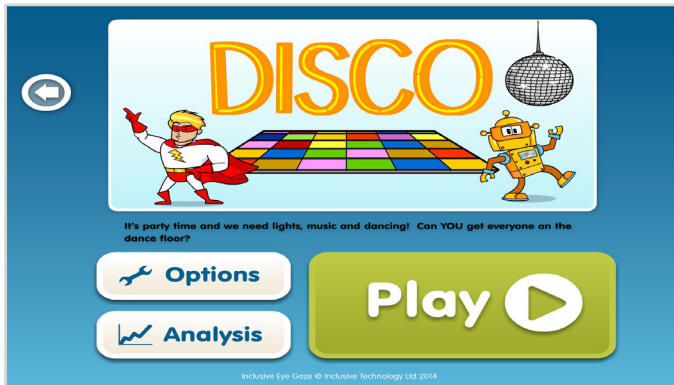 DISCO
It's party time and we need lights, music and dancing! Can YOU get everyone on the
dance floor?
Options
Analysis
Play
Inclusive Eye Gaze © Inclusive Technology Ltd 2014